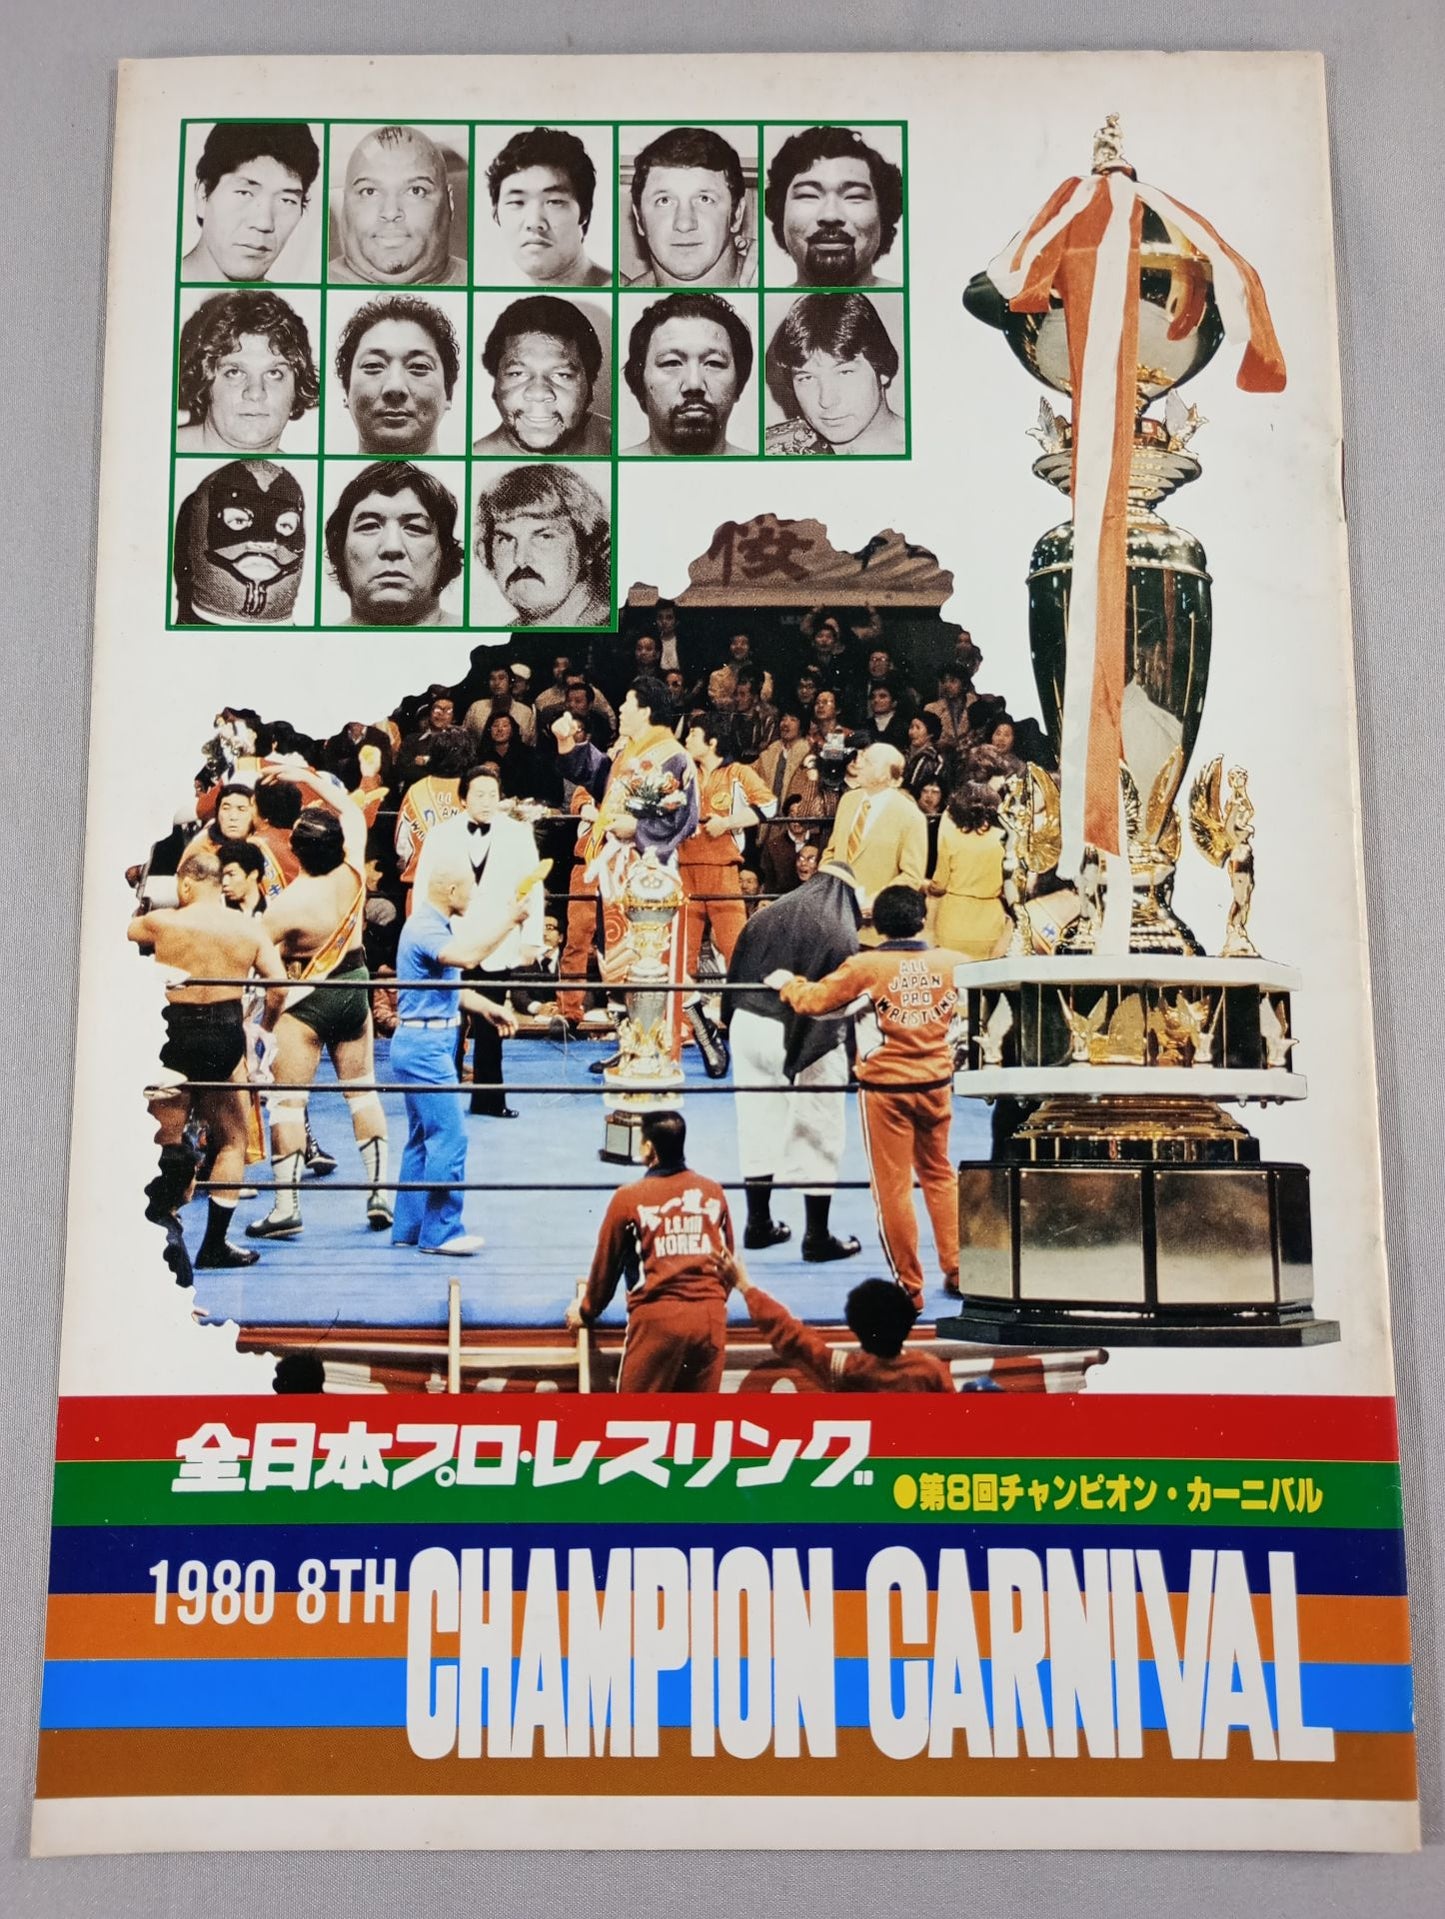 ALL
JAPAN
PRO
WRESTLING
KOREA
全日本プロ・レスリング
●第8回チャンピオン・カーニバル
1980 8TH CHAMPION CARNIVAL